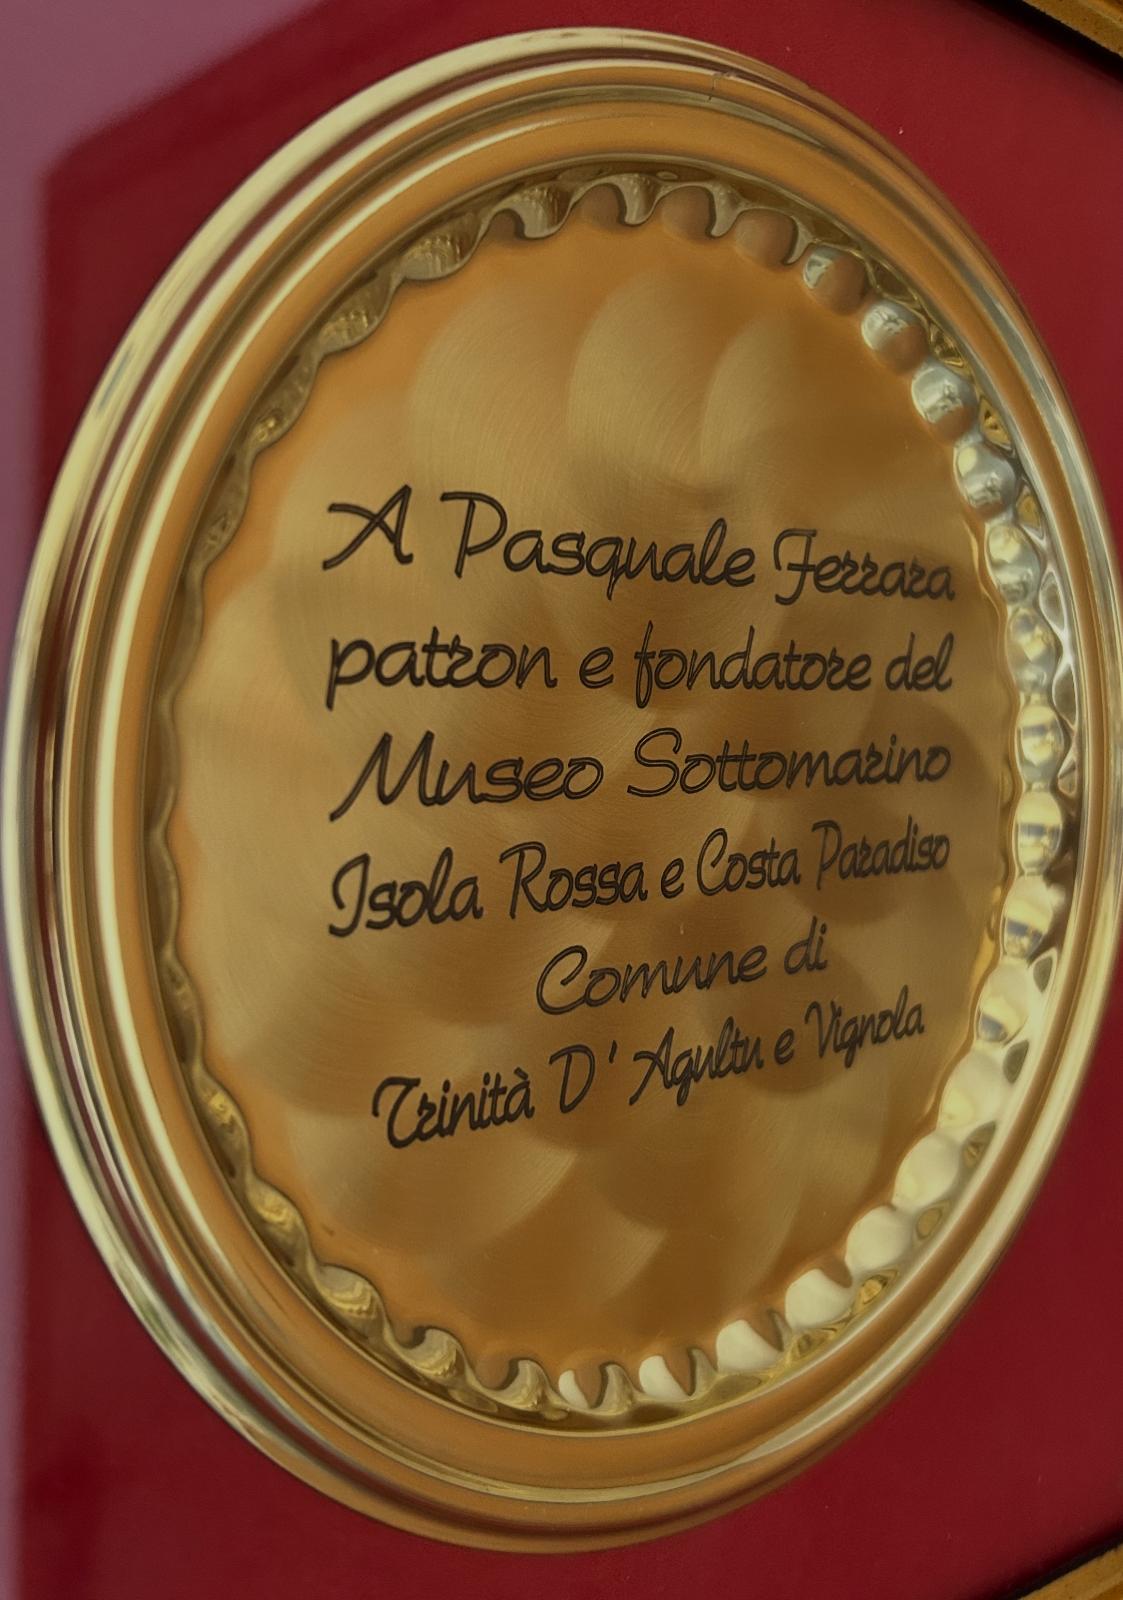 A Pasquale Ferrara
patron e fondatore del
Museo Sottomarino
Isola Rossa e Costa Paradiso
Comune di
Trinità D' Agultu e Vignola